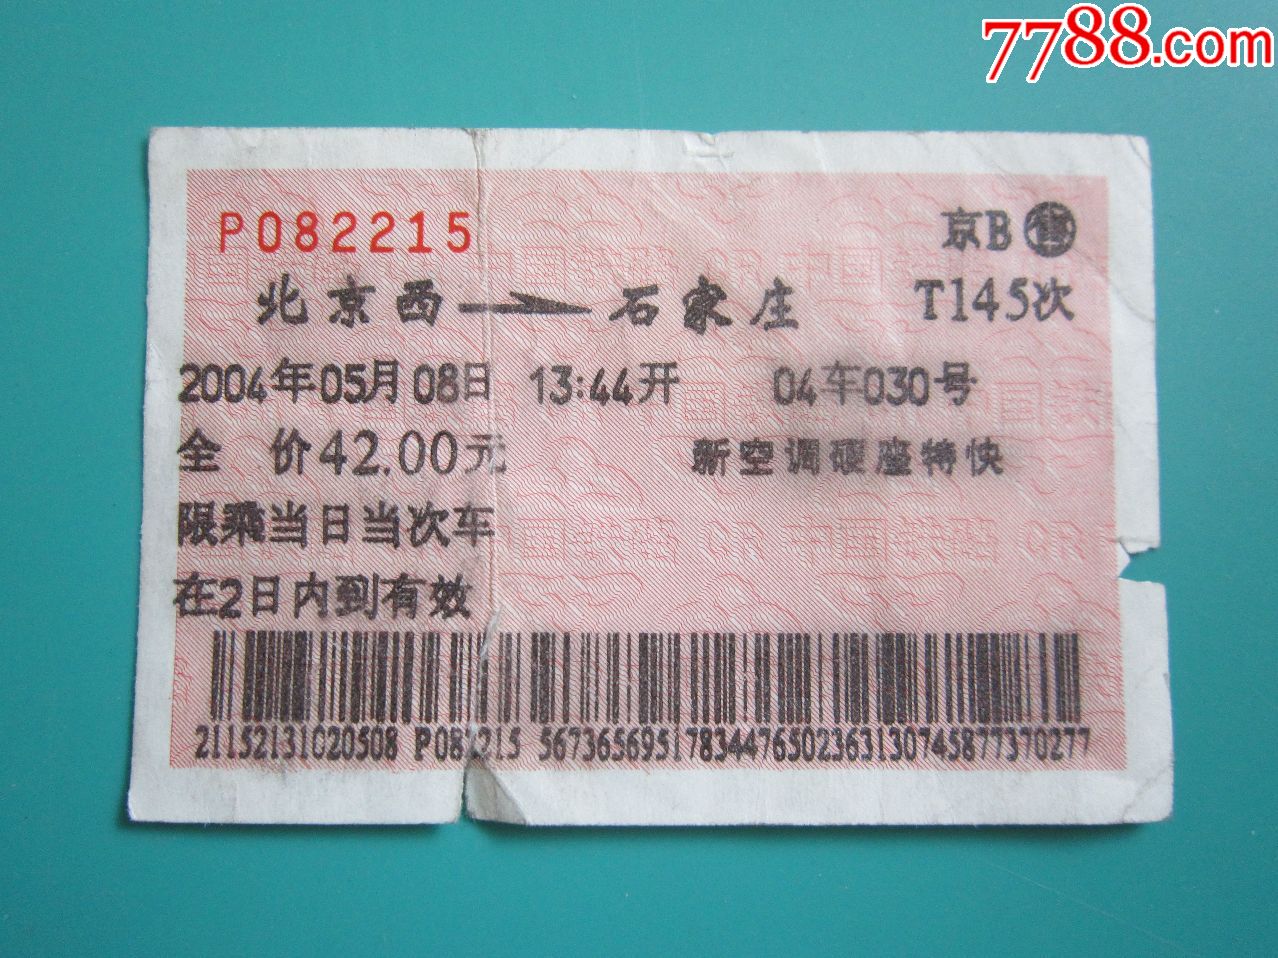 7788.com
P082215
京B 售
北京西 石家庄
T145次
2004年05月08日 13:44开 04车030号
全 价42.00元
新空调硬座特快
限乘当日当次车
在2日内到有效
21152131020508 P082215 56736569517834476502363130745877370277